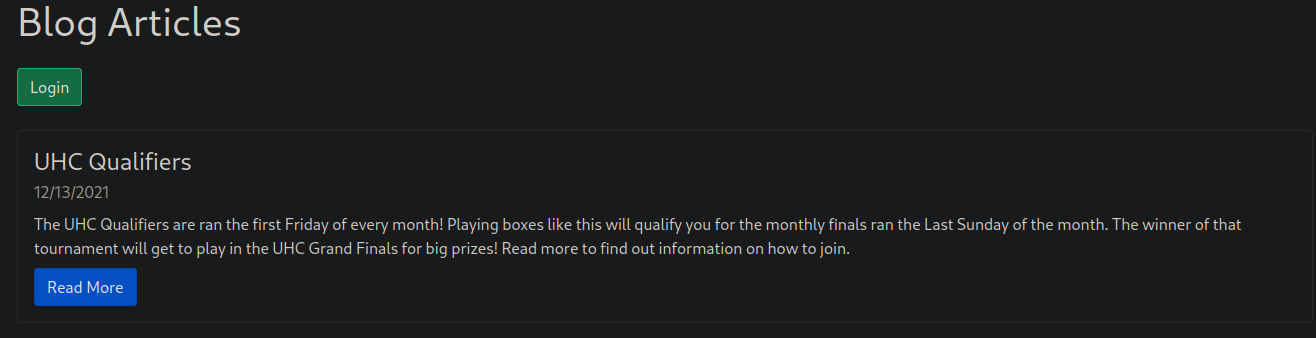 Blog Articles
Login
UHC Qualifiers
12/13/2021
The UHC Qualifiers are ran the first Friday of every month! Playing boxes like this will qualify you for the monthly finals ran the Last Sunday of the month. The winner of that
tournament will get to play in the UHC Grand Finals for big prizes! Read more to find out information on how to join.
Read More